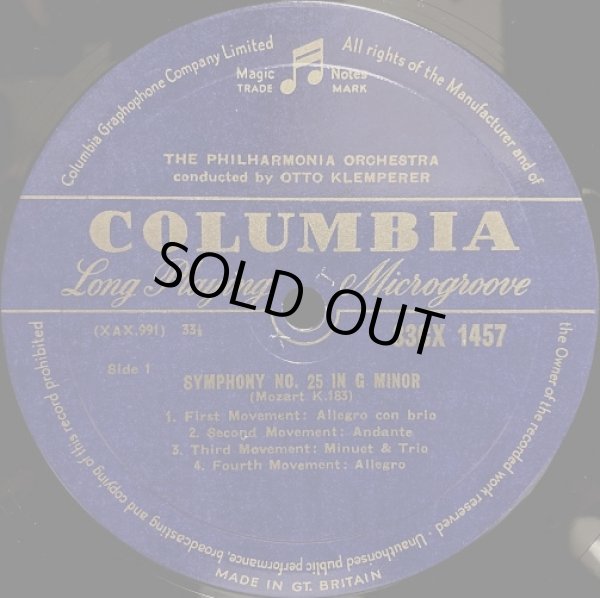 Columbia Graphophone Company Limited
All rights of the Manufacturer and of
the Owner of the recorded work reserved · Unauthorised public performance, broadcasting and copying of this record prohibited
Magic Notes
TRADE MARK
THE PHILHARMONIA ORCHESTRA
conducted by OTTO KLEMPERER
COLUMBIA
Long Playing Microgroove
SOLD OUT
(XAX.991) 33⅓
33CX 1457
Side 1
SYMPHONY NO. 25 IN G MINOR
(Mozart K.183)
1. First Movement: Allegro con brio
2. Second Movement: Andante
3. Third Movement: Minuet & Trio
4. Fourth Movement: Allegro
MADE IN GT. BRITAIN